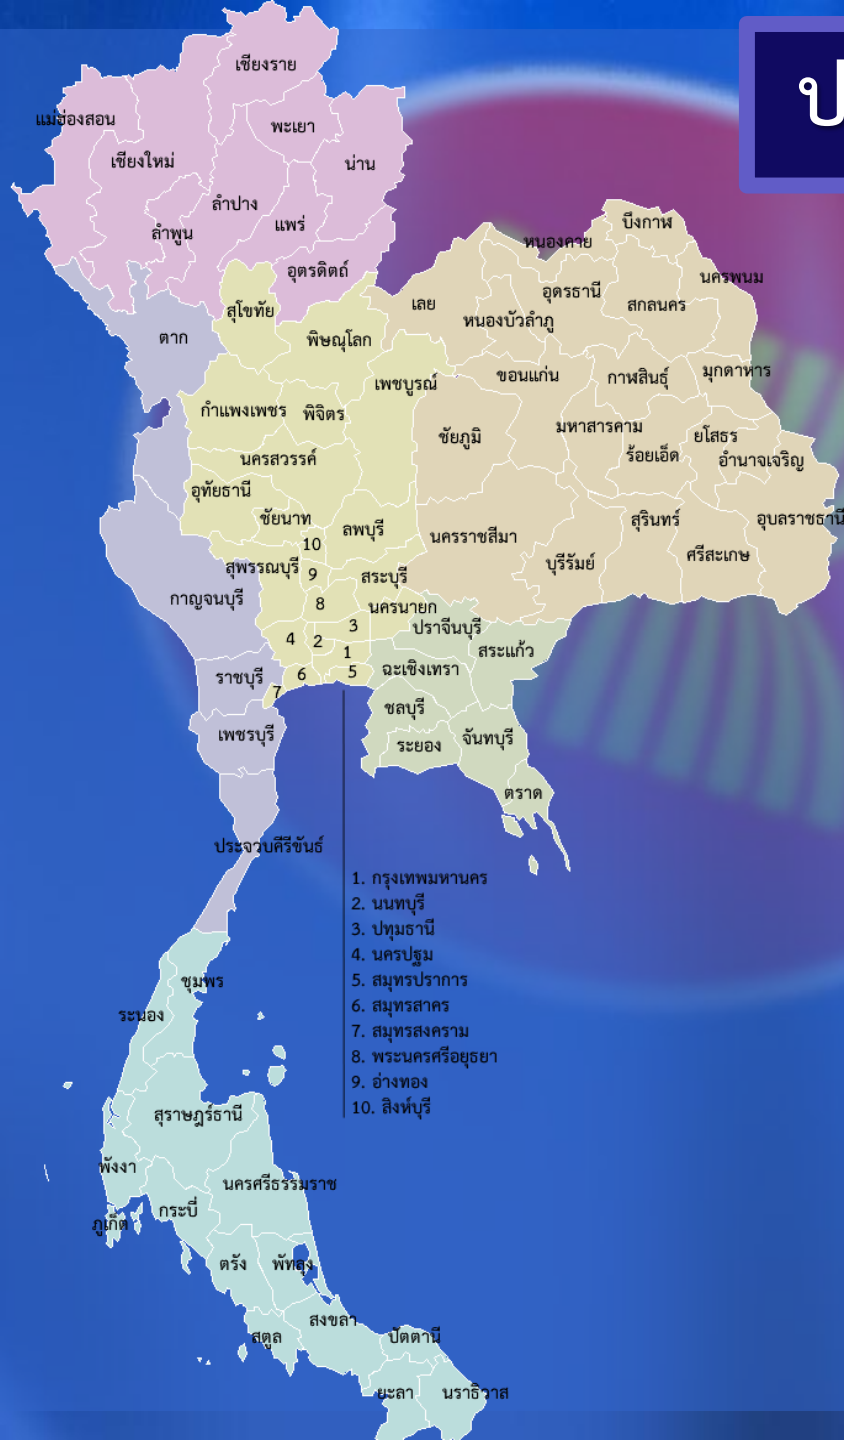 ป
เชียงราย
แม่ฮ่องสอน
พะเยา
เชียงใหม่
น่าน
ลำปาง
แพร่
ลำพูน
อุตรดิตถ์
บึงกาฬ
หนองคาย
นครพนม
อุดรธานี
เลย
สกลนคร
สุโขทัย
หนองบัวลำภู
ตาก
พิษณุโลก
มุกดาหาร
ขอนแก่น
กาฬสินธุ์
เพชบูรณ์
กำแพงเพชร
พิจิตร
มหาสารคาม
ยโสธร
ชัยภูมิ
ร้อยเอ็ด
อำนาจเจริญ
นครสวรรค์
อุทัยธานี
ชัยนาท
สุรินทร์
อุบลราชธานี
ลพบุรี
นครราชสีมา
10
ศรีสะเกษ
บุรีรัมย์
สุพรรณบุรี
9
สระบุรี
กาญจนบุรี
8
นครนายก
3
ปราจีนบุรี
4
2
1
สระแก้ว
ราชบุรี
6
5
ฉะเชิงเทรา
7
ชลบุรี
เพชรบุรี
ระยอง
จันทบุรี
ตราด
ประจวบคีรีขันธ์
1. กรุงเทพมหานคร
2. นนทบุรี
3. ปทุมธานี
4. นครปฐม
5. สมุทรปราการ
6. สมุทรสาคร
7. สมุทรสงคราม
8. พระนครศรีอยุธยา
9. อ่างทอง
10. สิงห์บุรี
ชุมพร
ระนอง
สุราษฎร์ธานี
พังงา
นครศรีธรรมราช
กระบี่
ภูเก็ต
ตรัง
พัทลุง
สงขลา
สตูล
ปัตตานี
ยะลา
นราธิวาส